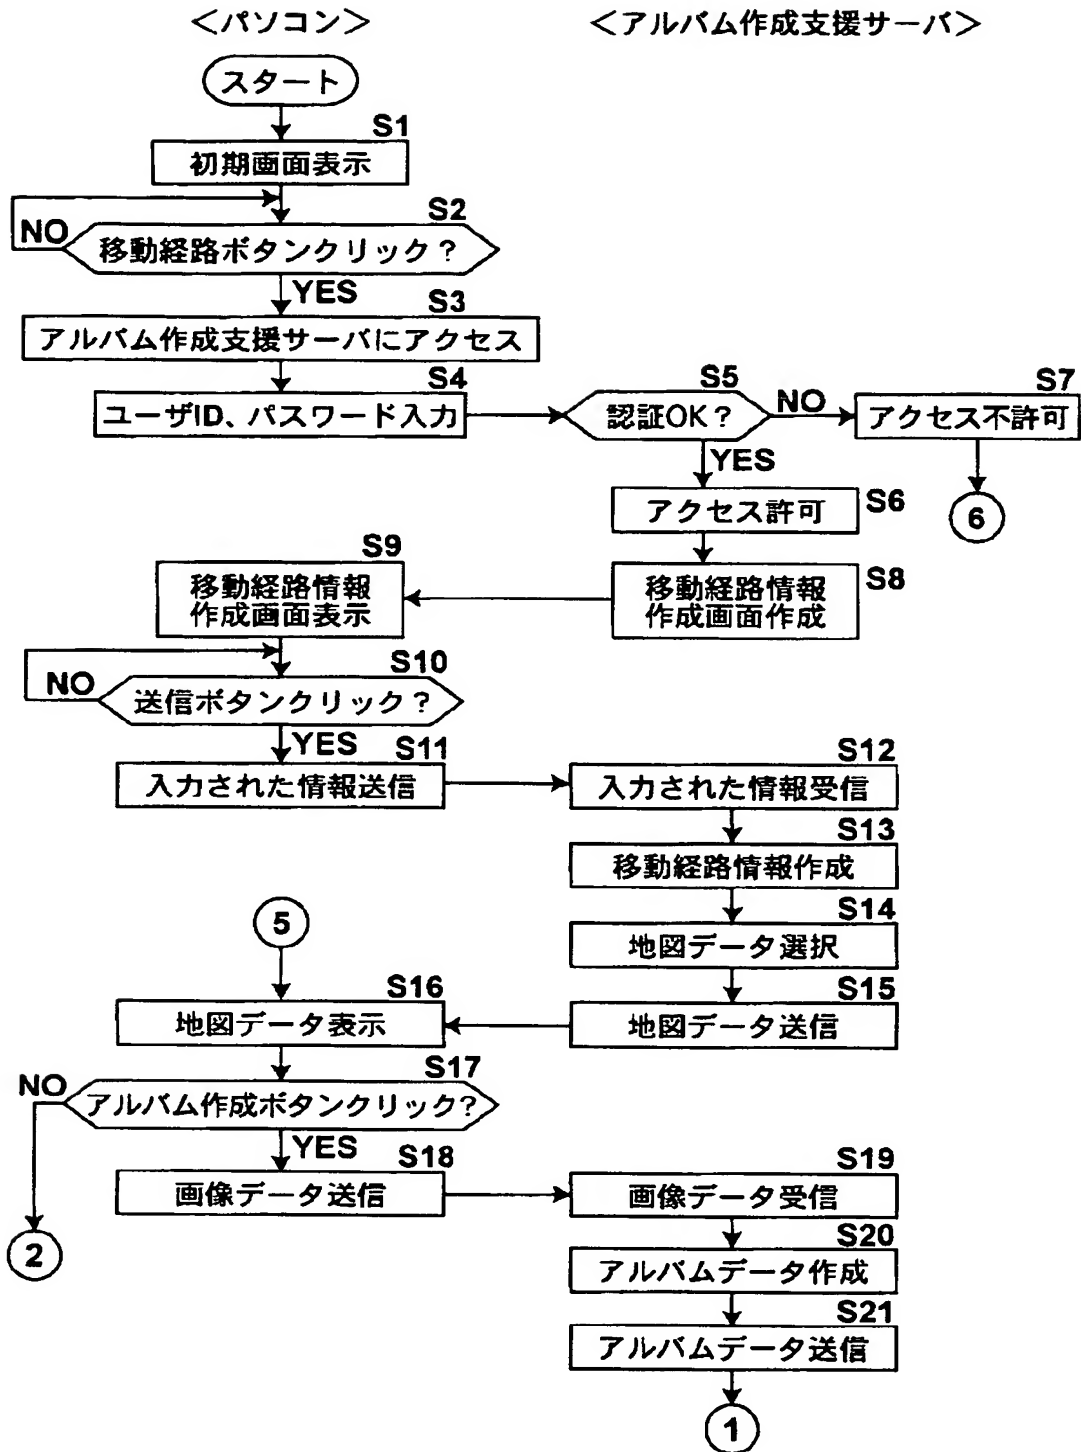 ＜パソコン＞
＜アルバム作成支援サーバ＞
スタート
S1
初期画面表示
S2
NO
移動経路ボタンクリック？
YES
S3
アルバム作成支援サーバにアクセス
S4
ユーザID、パスワード入力
S5
認証OK？
NO
S7
アクセス不許可
YES
S6
アクセス許可
6
S9
移動経路情報
作成画面表示
S8
移動経路情報
作成画面作成
S10
NO
送信ボタンクリック？
YES
S11
入力された情報送信
S12
入力された情報受信
S13
移動経路情報作成
5
S14
地図データ選択
S16
地図データ表示
S15
地図データ送信
S17
NO
アルバム作成ボタンクリック?
YES
S18
画像データ送信
S19
画像データ受信
2
S20
アルバムデータ作成
S21
アルバムデータ送信
1